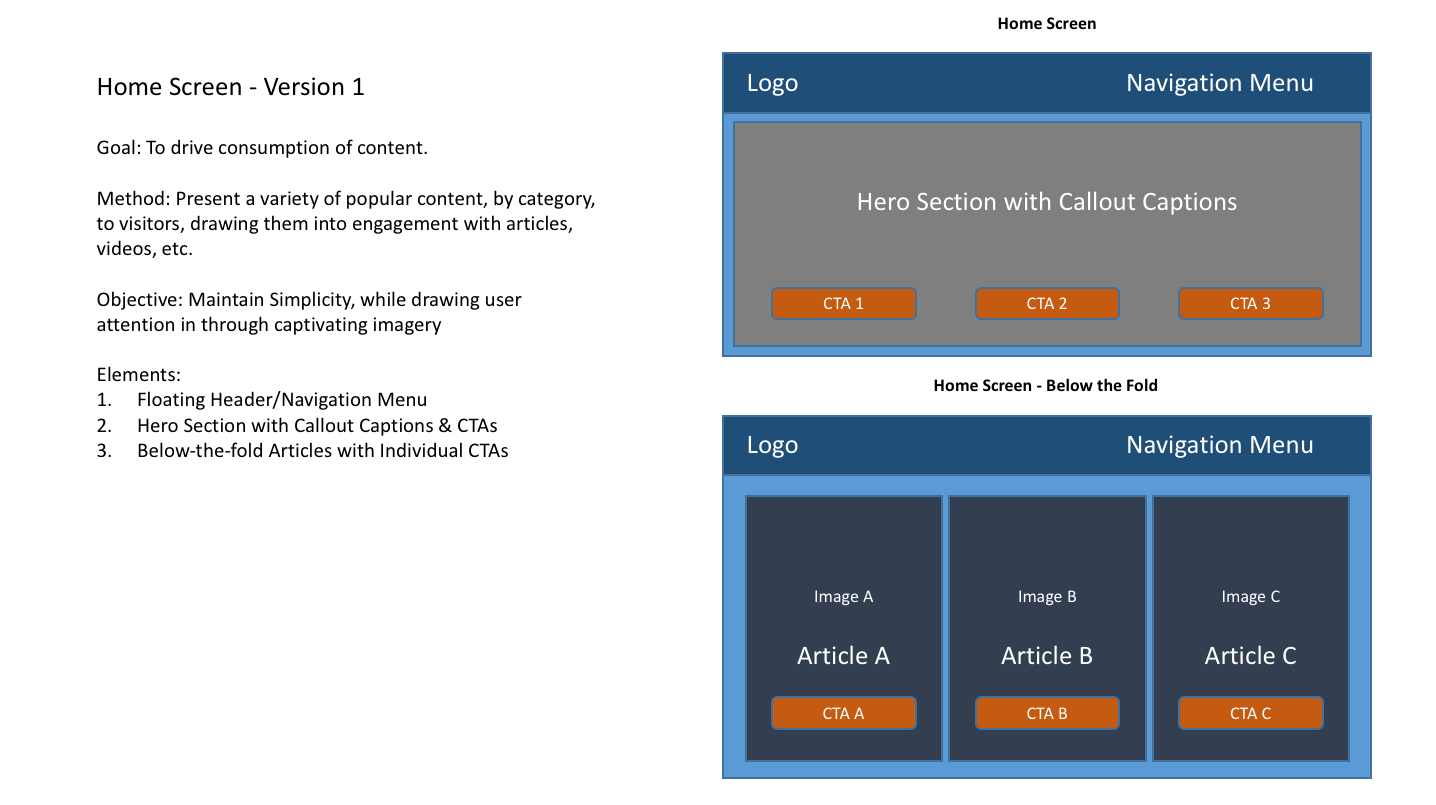 Home Screen - Version 1
Goal: To drive consumption of content.
Method: Present a variety of popular content, by category,
to visitors, drawing them into engagement with articles,
videos, etc.
Objective: Maintain Simplicity, while drawing user
attention in through captivating imagery
Elements:
1. Floating Header/Navigation Menu
2. Hero Section with Callout Captions & CTAs
3. Below-the-fold Articles with Individual CTAs
Home Screen
Logo Navigation Menu
Hero Section with Callout Captions
CTA 1 CTA 2 CTA 3
Home Screen - Below the Fold
Logo Navigation Menu
Image A Image B Image C
Article A Article B Article C
CTA A CTA B CTA C